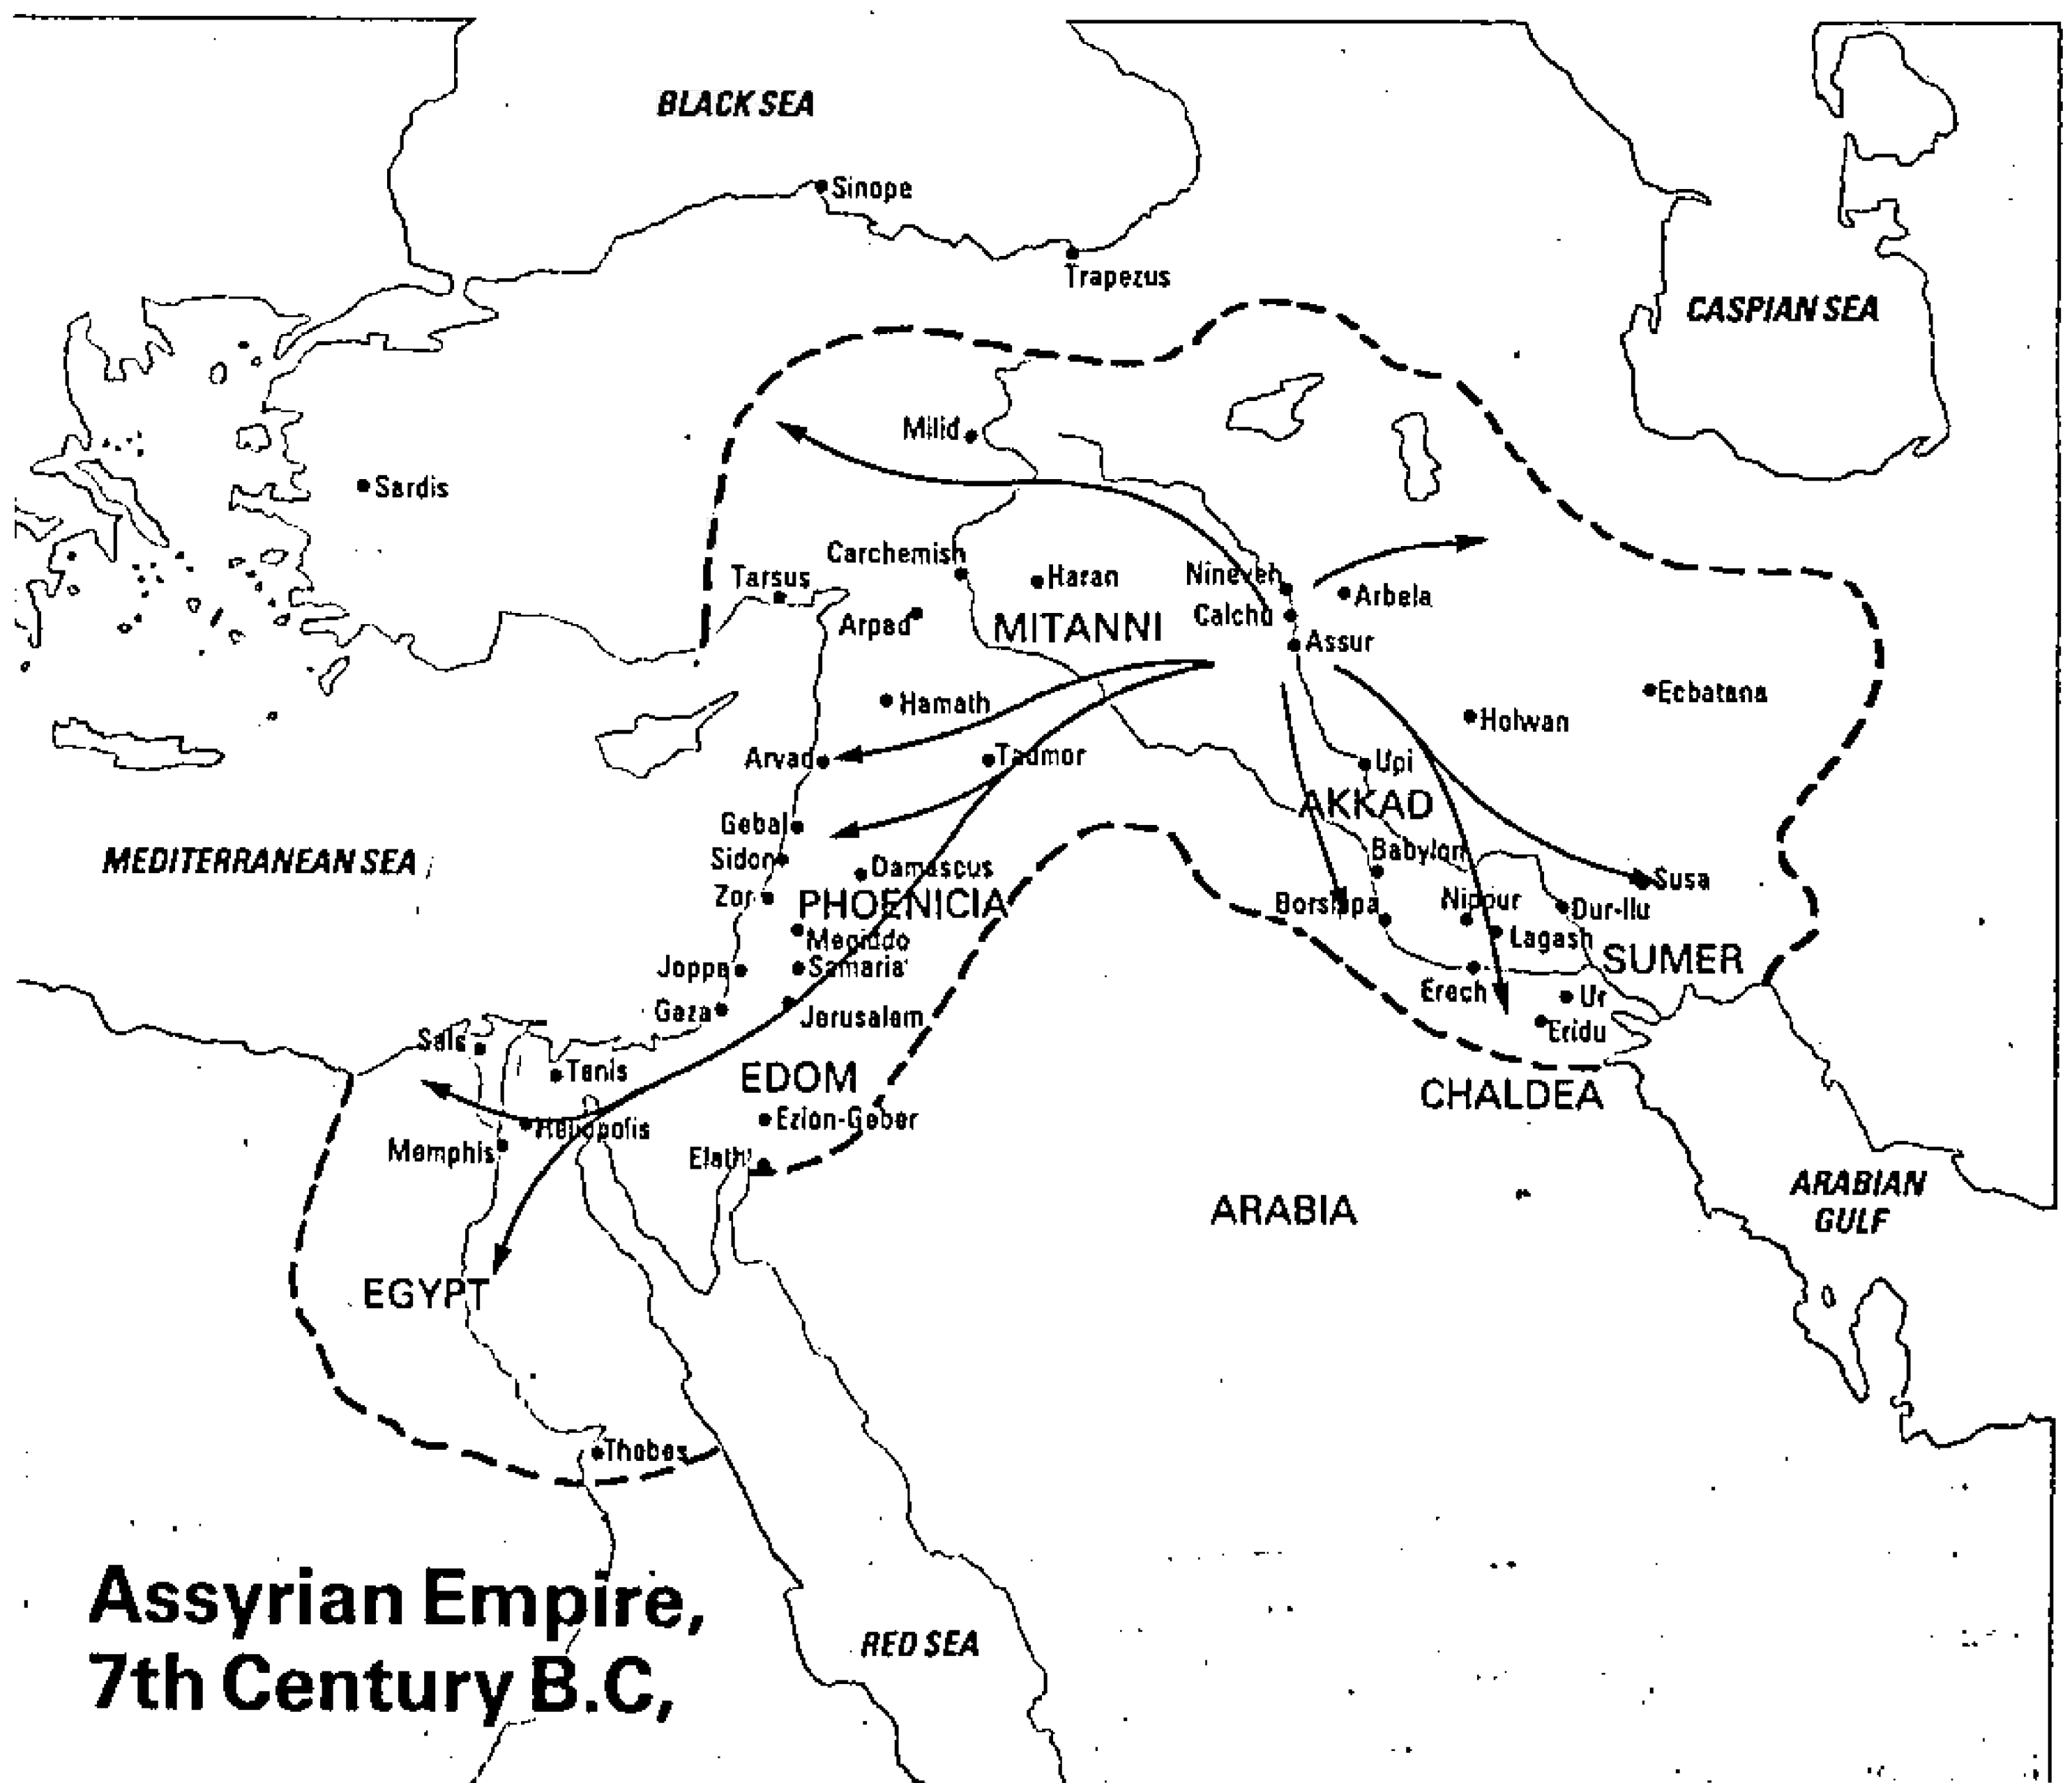 BLACK SEA
Sinope
Trapezus
CASPIAN SEA
Milid
Sardis
Carchemish
Haran
Nineveh
Tarsus
Arbela
Calcho
Arpad
MITANNI
Assur
Ecbatana
Hamath
Holwan
Arvad
Tadmor
Upi
AKKAD
Gebal
Babylon
Sidon
MEDITERRANEAN SEA
Damascus
Susa
Zor
PHOENICIA
Borsippa
Nippur
Dur-Ilu
Megiddo
Lagash
SUMER
Joppa
Samaria
Erech
Ur
Gaza
Jerusalem
Eridu
Sais
Tanis
EDOM
CHALDEA
Ezion-Geber
Heliopolis
Memphis
Elath
ARABIAN
GULF
ARABIA
EGYPT
Thebes
Assyrian Empire,
7th Century B.C,
RED SEA